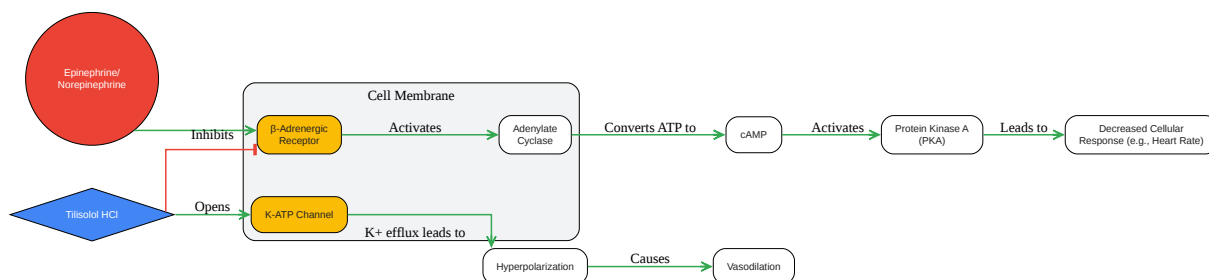 Epinephrine/
Norepinephrine
Cell Membrane
Inhibits
β-Adrenergic
Receptor
Activates
Adenylate
Cyclase
Converts ATP to
cAMP
Activates
Protein Kinase A
(PKA)
Leads to
Decreased Cellular
Response (e.g., Heart Rate)
Tilisolol HCl
Opens
K-ATP Channel
K+ efflux leads to
Hyperpolarization
Causes
Vasodilation